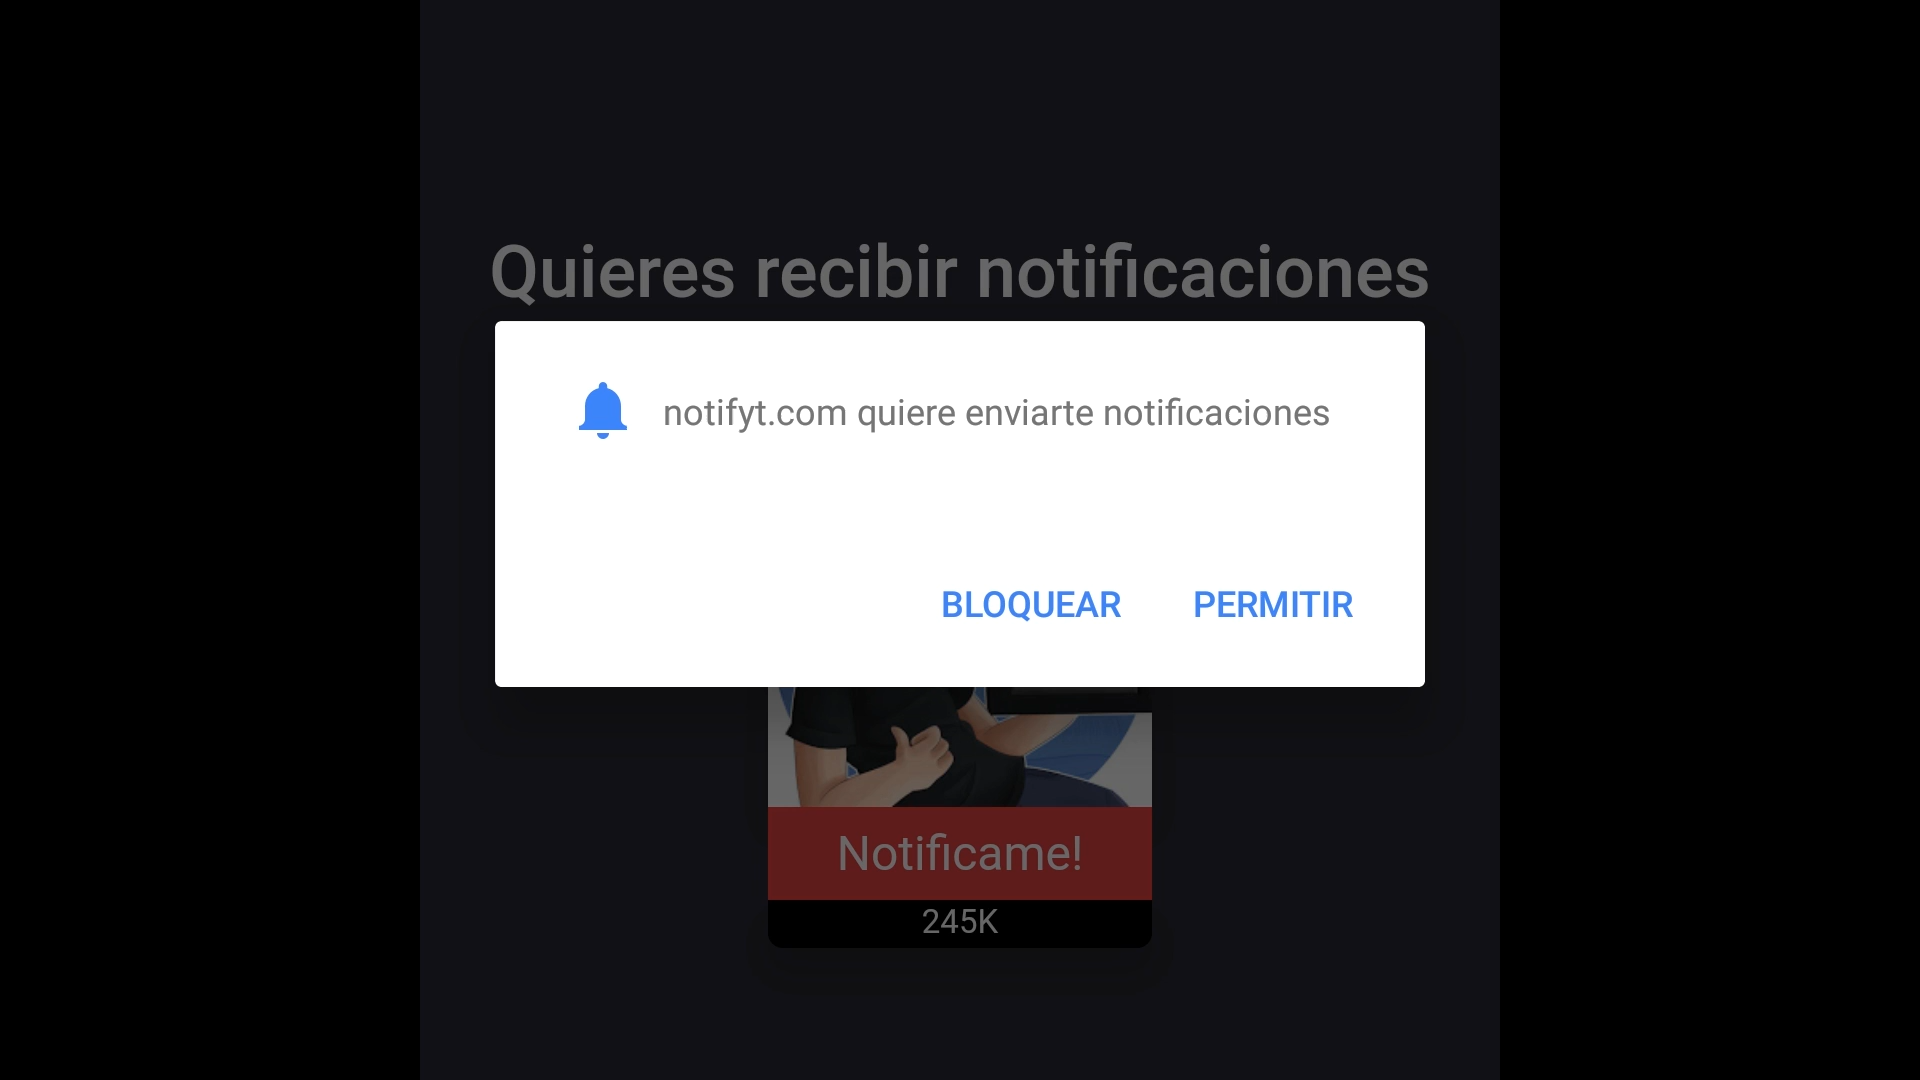 Quieres recibir notificaciones
notifyt.com quiere enviarte notificaciones
BLOQUEAR PERMITIR
Notificame!
245K